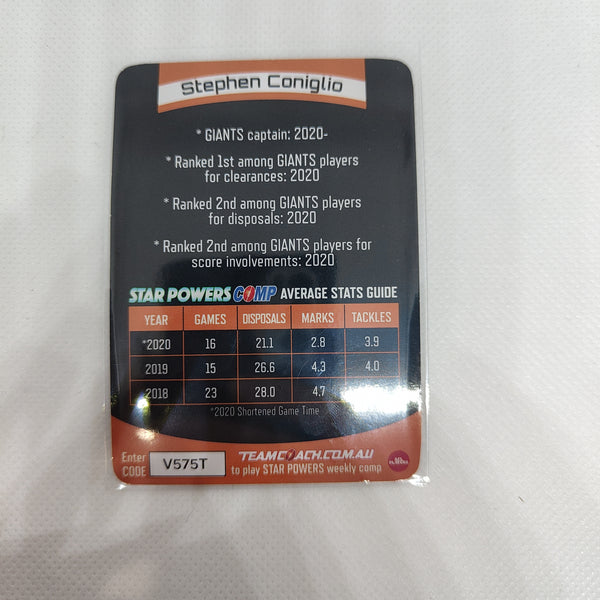 Stephen Coniglio
* GIANTS captain: 2020-
* Ranked 1st among GIANTS players
for clearances: 2020
* Ranked 2nd among GIANTS players
for disposals: 2020
* Ranked 2nd among GIANTS players for
score involvements: 2020
STAR POWERS COMP AVERAGE STATS GUIDE
YEAR GAMES DISPOSALS MARKS TACKLES
*2020 16 21.1 2.8 3.9
2019 15 26.6 4.3 4.0
2018 23 28.0 4.7
*2020 Shortened Game Time
Enter
CODE
V575T
TEAMCOACH.COM.AU
to play STAR POWERS weekly comp